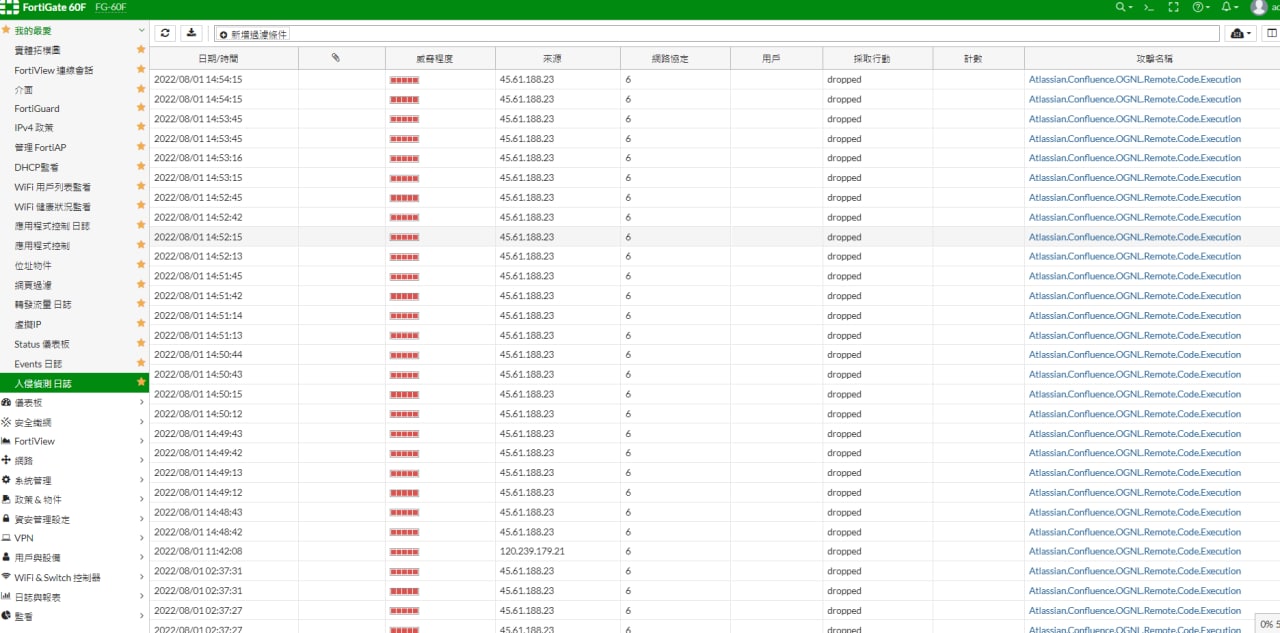 FortiGate 60F FG-60F
我的最愛
實體拓樸圖
FortiView 連線會話
介面
FortiGuard
IPv4 政策
管理 FortiAP
DHCP監看
WiFi 用戶列表監看
WiFi 健康狀況監看
應用程式控制 日誌
應用程式控制
位址物件
網頁過濾
轉發流量 日誌
虛擬IP
Status 儀表板
Events 日誌
入侵偵測 日誌
儀表板
安全織網
FortiView
網路
系統管理
政策 & 物件
資安管理設定
VPN
用戶與設備
WiFi & Switch 控制器
日誌與報表
監看
新增過濾條件
日期/時間 威脅程度 來源 網路協定 用戶 採取行動 計數 攻擊名稱
2022/08/01 14:54:15 45.61.188.23 6 dropped Atlassian.Confluence.OGNL.Remote.Code.Execution
2022/08/01 14:54:15 45.61.188.23 6 dropped Atlassian.Confluence.OGNL.Remote.Code.Execution
2022/08/01 14:53:45 45.61.188.23 6 dropped Atlassian.Confluence.OGNL.Remote.Code.Execution
2022/08/01 14:53:45 45.61.188.23 6 dropped Atlassian.Confluence.OGNL.Remote.Code.Execution
2022/08/01 14:53:16 45.61.188.23 6 dropped Atlassian.Confluence.OGNL.Remote.Code.Execution
2022/08/01 14:53:15 45.61.188.23 6 dropped Atlassian.Confluence.OGNL.Remote.Code.Execution
2022/08/01 14:52:45 45.61.188.23 6 dropped Atlassian.Confluence.OGNL.Remote.Code.Execution
2022/08/01 14:52:42 45.61.188.23 6 dropped Atlassian.Confluence.OGNL.Remote.Code.Execution
2022/08/01 14:52:15 45.61.188.23 6 dropped Atlassian.Confluence.OGNL.Remote.Code.Execution
2022/08/01 14:52:13 45.61.188.23 6 dropped Atlassian.Confluence.OGNL.Remote.Code.Execution
2022/08/01 14:51:45 45.61.188.23 6 dropped Atlassian.Confluence.OGNL.Remote.Code.Execution
2022/08/01 14:51:42 45.61.188.23 6 dropped Atlassian.Confluence.OGNL.Remote.Code.Execution
2022/08/01 14:51:14 45.61.188.23 6 dropped Atlassian.Confluence.OGNL.Remote.Code.Execution
2022/08/01 14:51:13 45.61.188.23 6 dropped Atlassian.Confluence.OGNL.Remote.Code.Execution
2022/08/01 14:50:44 45.61.188.23 6 dropped Atlassian.Confluence.OGNL.Remote.Code.Execution
2022/08/01 14:50:43 45.61.188.23 6 dropped Atlassian.Confluence.OGNL.Remote.Code.Execution
2022/08/01 14:50:15 45.61.188.23 6 dropped Atlassian.Confluence.OGNL.Remote.Code.Execution
2022/08/01 14:50:12 45.61.188.23 6 dropped Atlassian.Confluence.OGNL.Remote.Code.Execution
2022/08/01 14:49:43 45.61.188.23 6 dropped Atlassian.Confluence.OGNL.Remote.Code.Execution
2022/08/01 14:49:42 45.61.188.23 6 dropped Atlassian.Confluence.OGNL.Remote.Code.Execution
2022/08/01 14:49:13 45.61.188.23 6 dropped Atlassian.Confluence.OGNL.Remote.Code.Execution
2022/08/01 14:49:12 45.61.188.23 6 dropped Atlassian.Confluence.OGNL.Remote.Code.Execution
2022/08/01 14:48:43 45.61.188.23 6 dropped Atlassian.Confluence.OGNL.Remote.Code.Execution
2022/08/01 14:48:42 45.61.188.23 6 dropped Atlassian.Confluence.OGNL.Remote.Code.Execution
2022/08/01 11:42:08 120.239.179.21 6 dropped Atlassian.Confluence.OGNL.Remote.Code.Execution
2022/08/01 02:37:31 45.61.188.23 6 dropped Atlassian.Confluence.OGNL.Remote.Code.Execution
2022/08/01 02:37:31 45.61.188.23 6 dropped Atlassian.Confluence.OGNL.Remote.Code.Execution
2022/08/01 02:37:27 45.61.188.23 6 dropped Atlassian.Confluence.OGNL.Remote.Code.Execution
2022/08/01 02:37:27 45.61.188.23 6 dropped Atlassian.Confluence.OGNL.Remote.Code.Execution
0% 5